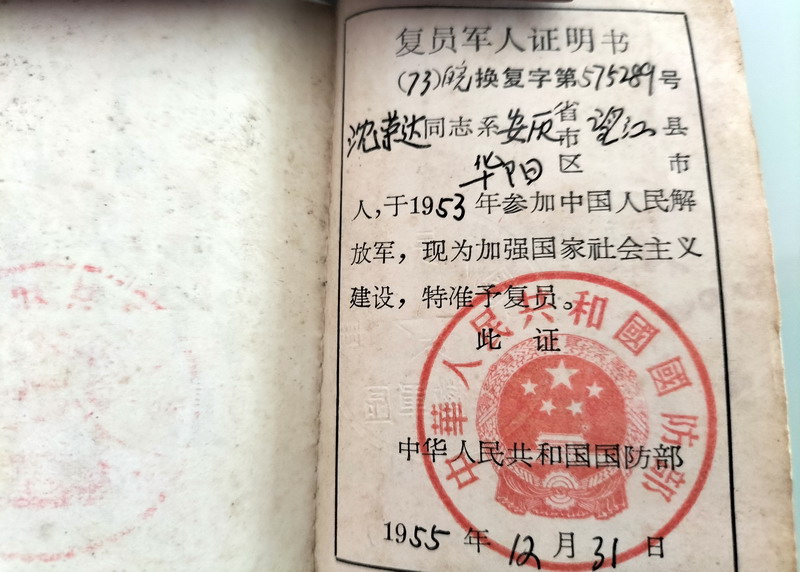 复员军人证明书
(73)皖换复字第575289号
沈荣达同志系安庆省市区望江县市
华阳
人,于1953年参加中国人民解
放军，现为加强国家社会主义
建设，特准予复员。
此 证
中华人民共和国国防部
1955年12月31日
中華人民共和國國防部